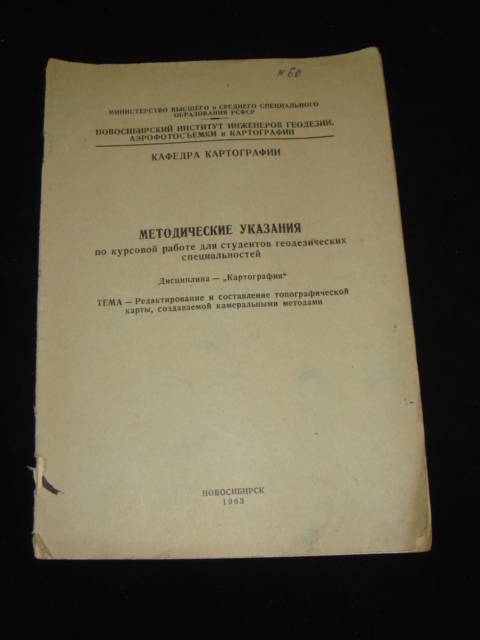 к 60
МИНИСТЕРСТВО ВЫСШЕГО и СРЕДНЕГО СПЕЦИАЛЬНОГО
ОБРАЗОВАНИЯ РСФСР
НОВОСИБИРСКИЙ ИНСТИТУТ ИНЖЕНЕРОВ ГЕОДЕЗИИ,
АЭРОФОТОСЪЕМКИ и КАРТОГРАФИИ
КАФЕДРА КАРТОГРАФИИ
МЕТОДИЧЕСКИЕ УКАЗАНИЯ
по курсовой работе для студентов геодезических
специальностей
Дисциплина — „Картография“
ТЕМА — Редактирование и составление топографической
карты, создаваемой камеральными методами
НОВОСИБИРСК
1963